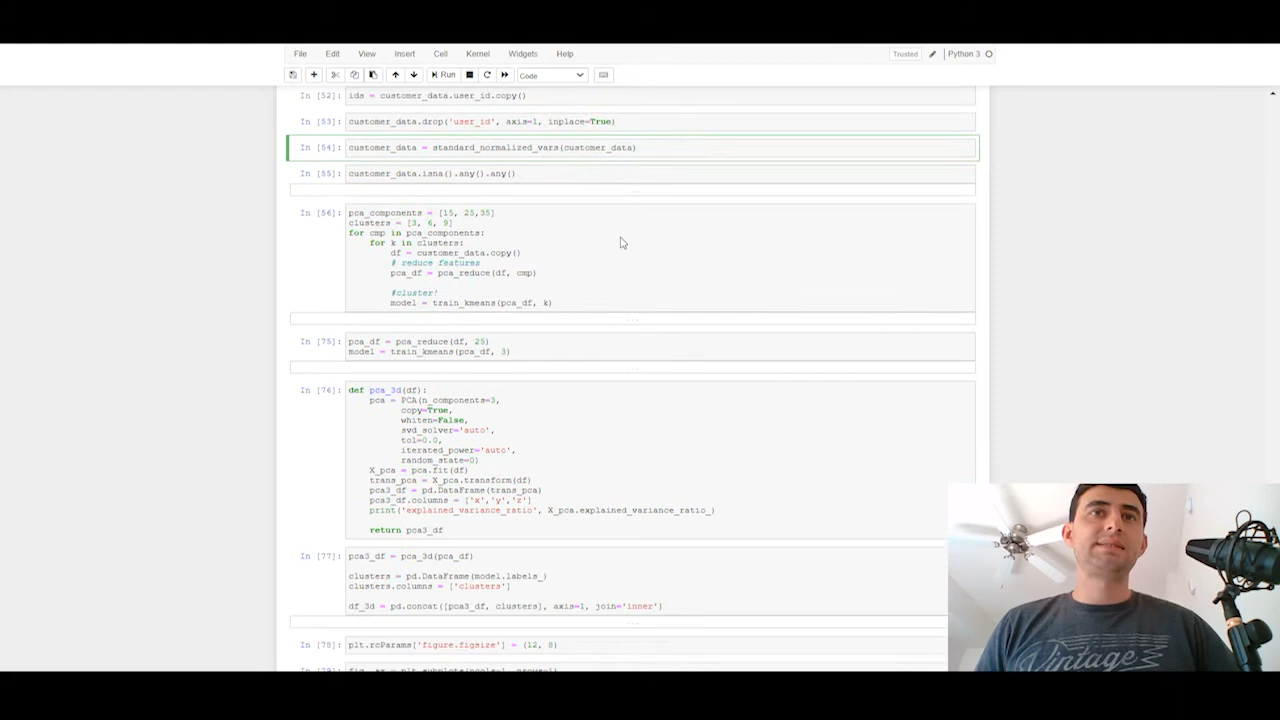 File Edit View Insert Cell Kernel Widgets Help Trusted Python 3
Run Code
In [52]: ids = customer_data.user_id.copy()
In [53]: customer_data.drop('user_id', axis=1, inplace=True)
In [54]: customer_data = standard_normalized_vars(customer_data)
In [55]: customer_data.isna().any().any()
...
In [56]: pca_components = [15, 25,35]
clusters = [3, 6, 9]
for cmp in pca_components:
for k in clusters:
df = customer_data.copy()
# reduce features
pca_df = pca_reduce(df, cmp)
#cluster!
model = train_kmeans(pca_df, k)
...
In [75]: pca_df = pca_reduce(df, 25)
model = train_kmeans(pca_df, 3)
...
In [76]: def pca_3d(df):
pca = PCA(n_components=3,
copy=True,
whiten=False,
svd_solver='auto',
tol=0.0,
iterated_power='auto',
random_state=0)
X_pca = pca.fit(df)
trans_pca = X_pca.transform(df)
pca3_df = pd.DataFrame(trans_pca)
pca3_df.columns = ['x','y','z']
print('explained_variance_ratio', X_pca.explained_variance_ratio_)
return pca3_df
In [77]: pca3_df = pca_3d(pca_df)
clusters = pd.DataFrame(model.labels_)
clusters.columns = ['clusters']
df_3d = pd.concat([pca3_df, clusters], axis=1, join='inner')
...
In [78]: plt.rcParams['figure.figsize'] = (12, 8)
Vintage